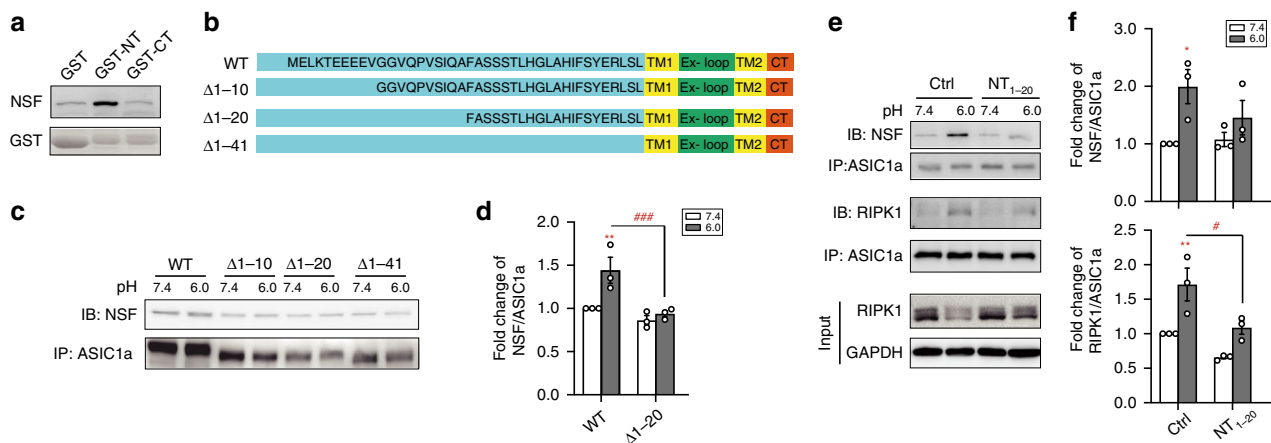 a
GST
GST-NT
GST-CT
NSF
GST
b
WT MELKTEEEEVGGVQPVSIQAFASSSTLHGLAHIFSYERLSL TM1 Ex- loop TM2 CT
Δ1–10 GGVQPVSIQAFASSSTLHGLAHIFSYERLSL TM1 Ex- loop TM2 CT
Δ1–20 FASSSTLHGLAHIFSYERLSL TM1 Ex- loop TM2 CT
Δ1–41 TM1 Ex- loop TM2 CT
c
WT Δ1–10 Δ1–20 Δ1–41
pH 7.4 6.0 7.4 6.0 7.4 6.0 7.4 6.0
IB: NSF
IP: ASIC1a
d
7.4
6.0
Fold change of
NSF/ASIC1a
2.0
1.5
1.0
0.5
0.0
**
###
WT
Δ1–20
e
Ctrl NT1–20
pH 7.4 6.0 7.4 6.0
IB: NSF
IP:ASIC1a
IB: RIPK1
IP: ASIC1a
Input
RIPK1
GAPDH
f
7.4
6.0
Fold change of
NSF/ASIC1a
3.0
2.0
1.0
0.0
*
Fold change of
RIPK1/ASIC1a
2.0
1.5
1.0
0.5
0.0
**
#
Ctrl
NT1–20